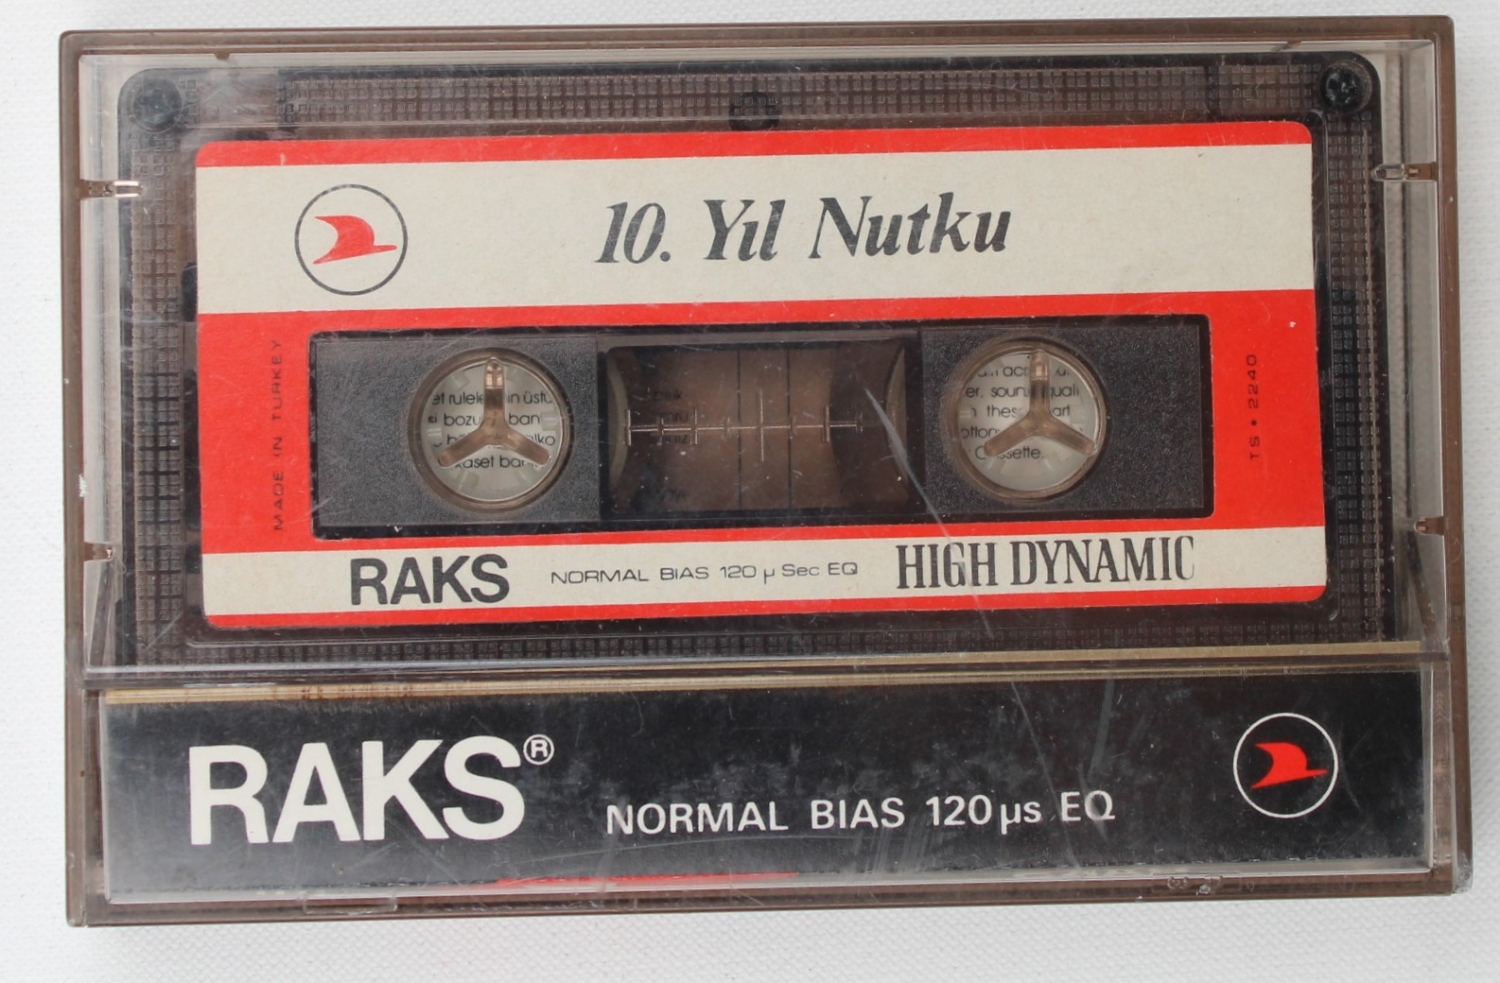 10. Yıl Nutku
MADE IN TURKEY
TS • 2240
RAKS NORMAL BIAS 120 µ Sec EQ HIGH DYNAMIC
RAKS® NORMAL BIAS 120µs EQ